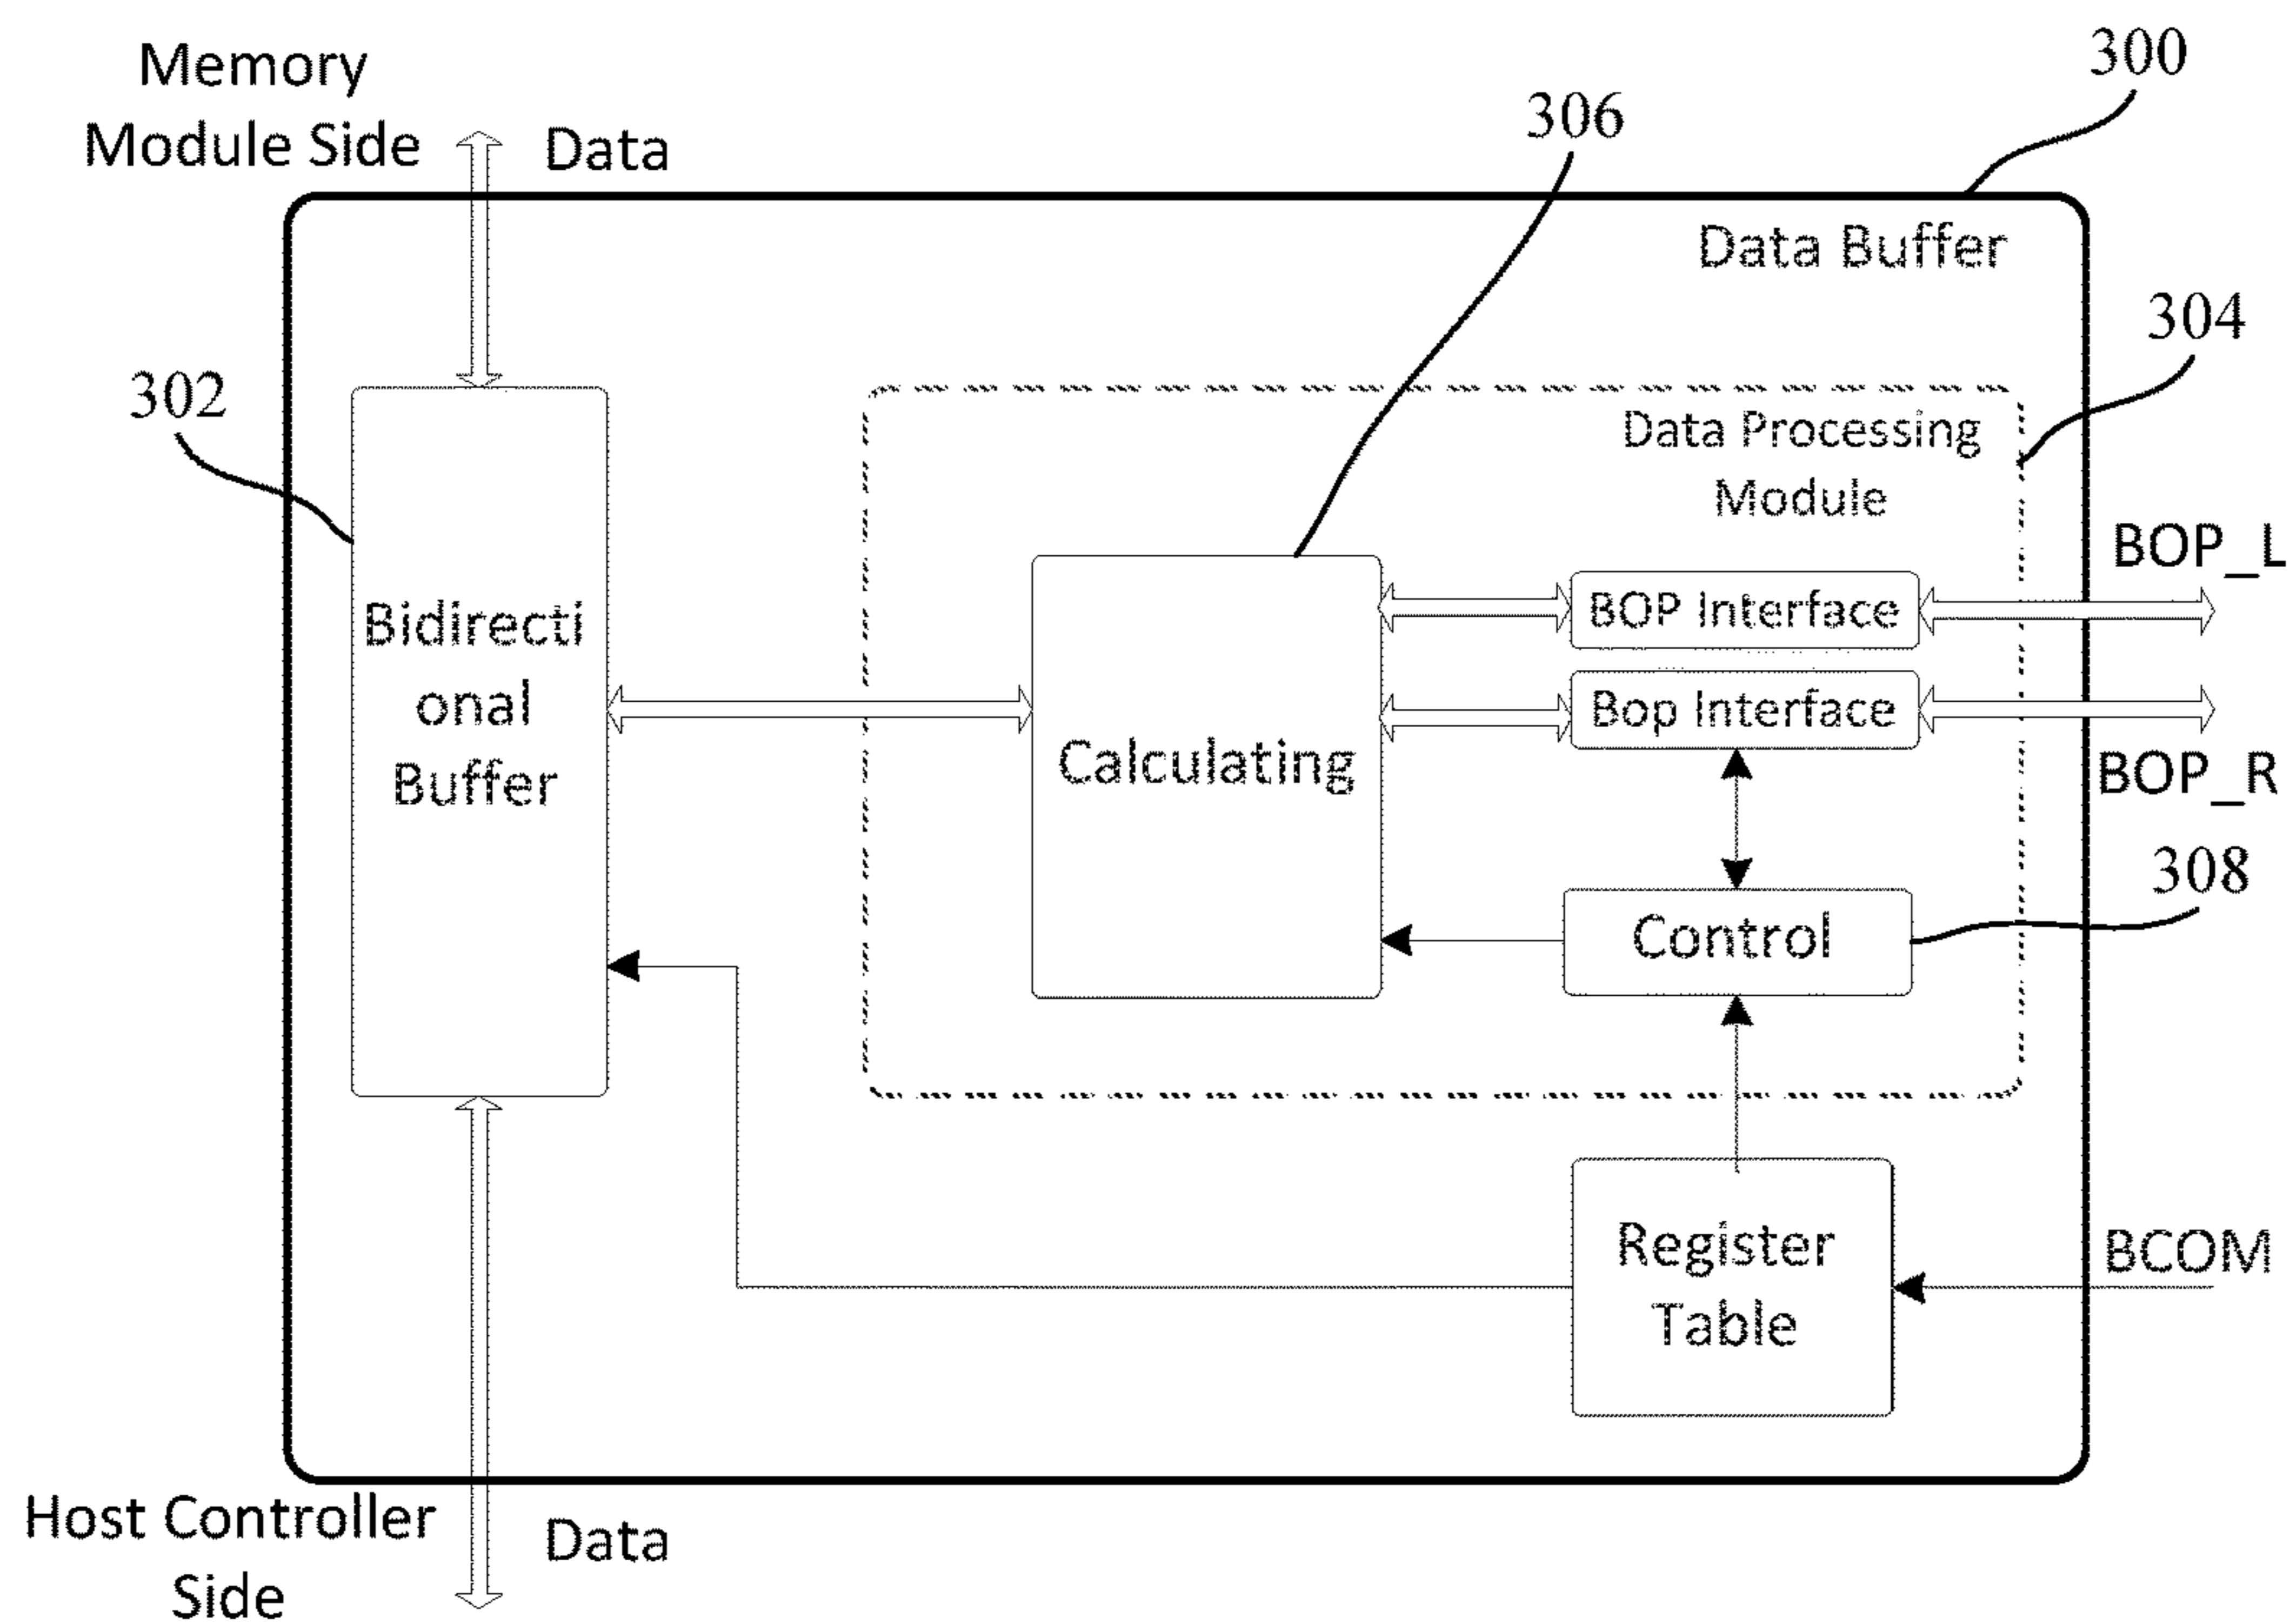 Memory
Module Side
Data
300
306
Data Buffer
304
302
Data Processing
Module
BOP_L
BOP Interface
Bidirecti
onal
Buffer
Bop Interface
Calculating
BOP_R
308
Control
Register
Table
BCOM
Host Controller
Side
Data